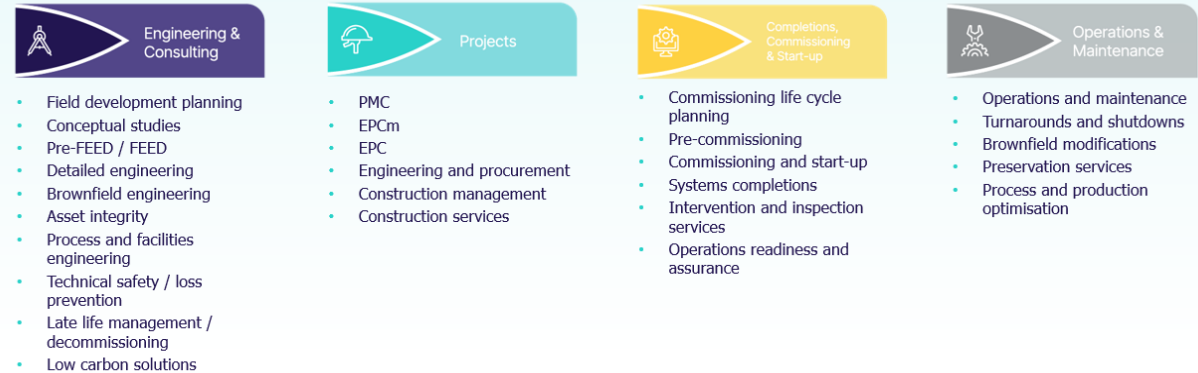 Engineering &
Consulting
• Field development planning
• Conceptual studies
• Pre-FEED / FEED
• Detailed engineering
• Brownfield engineering
• Asset integrity
• Process and facilities
engineering
• Technical safety / loss
prevention
• Late life management /
decommissioning
• Low carbon solutions
Projects
• PMC
• EPCm
• EPC
• Engineering and procurement
• Construction management
• Construction services
Completions,
Commissioning
& Start-up
• Commissioning life cycle
planning
• Pre-commissioning
• Commissioning and start-up
• Systems completions
• Intervention and inspection
services
• Operations readiness and
assurance
Operations &
Maintenance
• Operations and maintenance
• Turnarounds and shutdowns
• Brownfield modifications
• Preservation services
• Process and production
optimisation